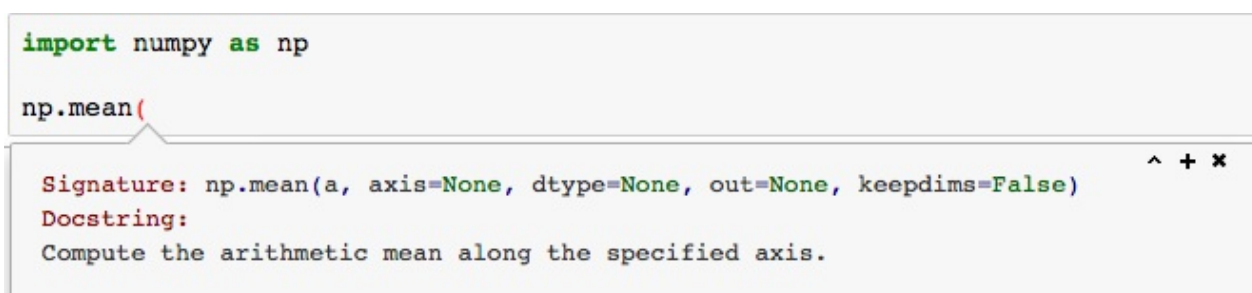 import numpy as np
np.mean(
Signature: np.mean(a, axis=None, dtype=None, out=None, keepdims=False)
Docstring:
Compute the arithmetic mean along the specified axis.